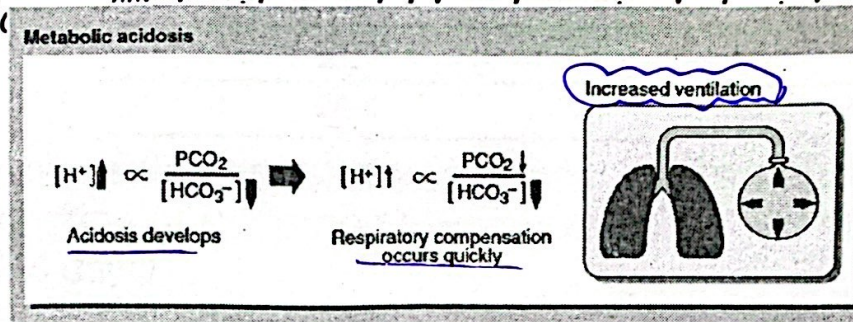 Metabolic acidosis
Increased ventilation
[H⁺]⬆ ∝ PCO₂ / [HCO₃⁻]⬇ ➡ [H⁺]↑ ∝ PCO₂↓ / [HCO₃⁻]⬇
Acidosis develops
Respiratory compensation
occurs quickly